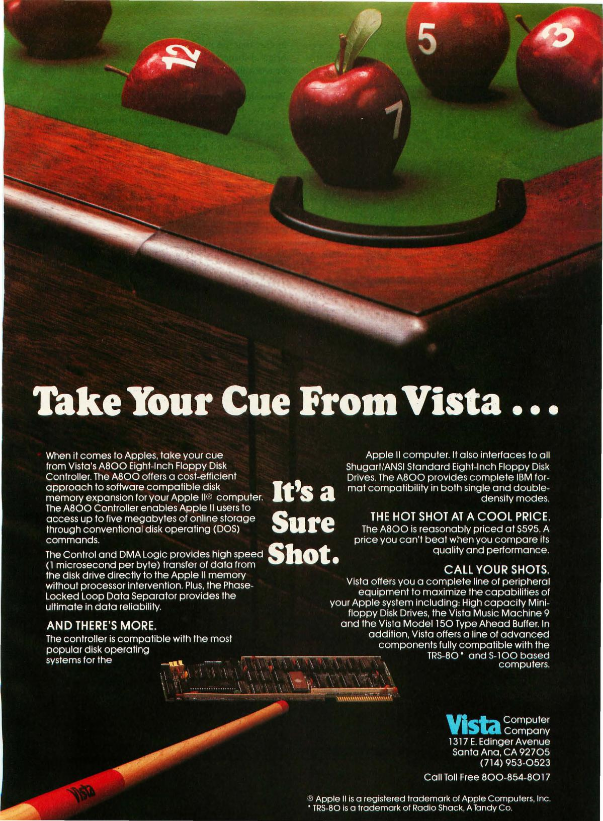 12
5
3
7
Take Your Cue From Vista ...
When it comes to Apples, take your cue
from Vista's A800 Eight-Inch Floppy Disk
Controller. The A800 offers a cost-efficient
approach to software compatible disk
memory expansion for your Apple II® computer.
The A800 Controller enables Apple II users to
access up to five megabytes of online storage
through conventional disk operating (DOS)
commands.
The Control and DMA Logic provides high speed
(1 microsecond per byte) transfer of data from
the disk drive directly to the Apple II memory
without processor intervention. Plus, the Phase-
Locked Loop Data Separator provides the
ultimate in data reliability.
AND THERE'S MORE.
The controller is compatible with the most
popular disk operating
systems for the
It's a
Sure
Shot.
Apple II computer. It also interfaces to all
Shugart/ANSI Standard Eight-Inch Floppy Disk
Drives. The A800 provides complete IBM for-
mat compatibility in both single and double-
density modes.
THE HOT SHOT AT A COOL PRICE.
The A800 is reasonably priced at $595. A
price you can't beat when you compare its
quality and performance.
CALL YOUR SHOTS.
Vista offers you a complete line of peripheral
equipment to maximize the capabilities of
your Apple system including: High capacity Mini-
floppy Disk Drives, the Vista Music Machine 9
and the Vista Model 150 Type Ahead Buffer. In
addition, Vista offers a line of advanced
components fully compatible with the
TRS-80* and S-100 based
computers.
Vista
Vista Computer
Company
1317 E. Edinger Avenue
Santa Ana, CA 92705
(714) 953-0523
Call Toll Free 800-854-8017
® Apple II is a registered trademark of Apple Computers, Inc.
* TRS-80 is a trademark of Radio Shack, A Tandy Co.